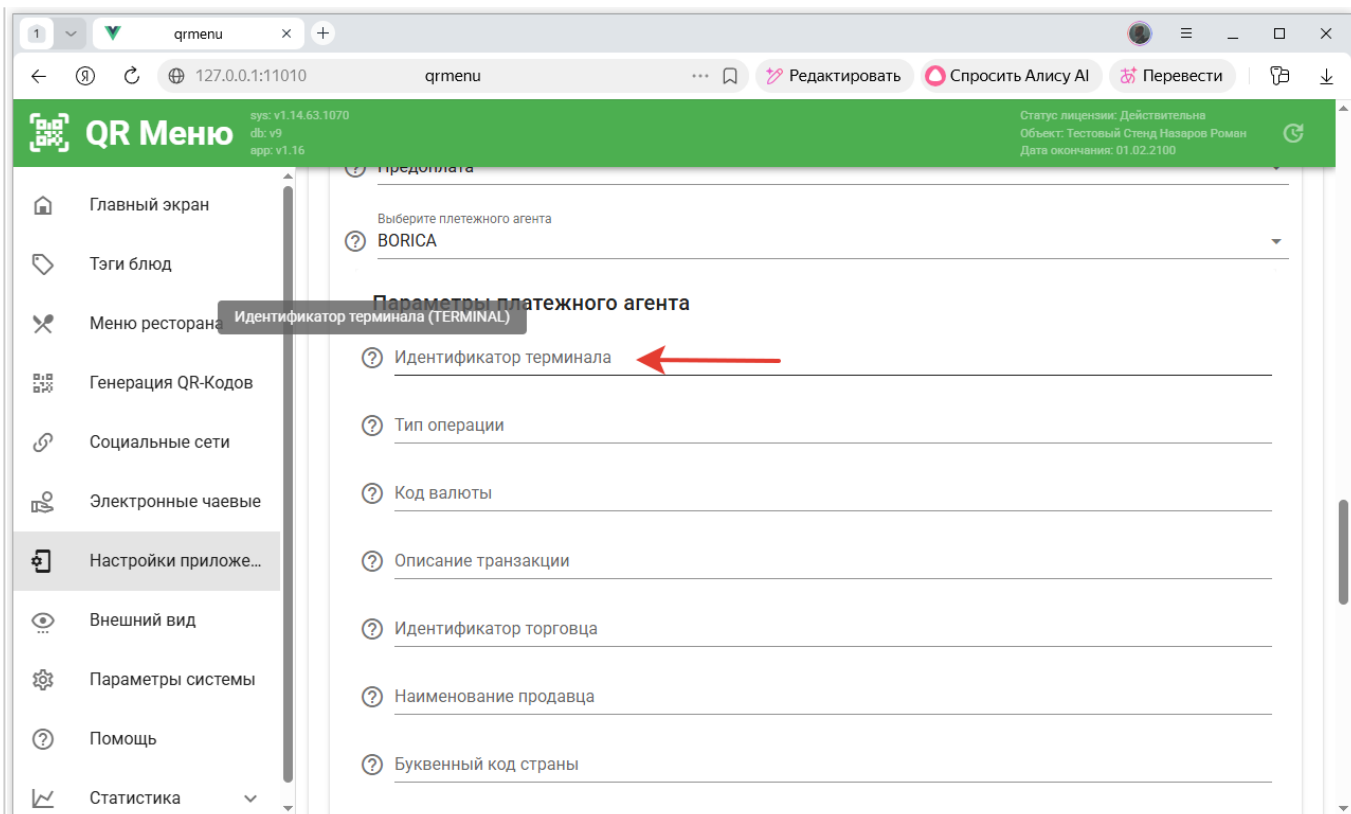 1
qrmenu
127.0.0.1:11010
qrmenu
Редактировать
Спросить Алису AI
Перевести
QR Меню
sys: v1.14.63.1070
db: v9
app: v1.16
Статус лицензии: Действительна
Объект: Тестовый Стенд Назаров Роман
Дата окончания: 01.02.2100
Главный экран
Тэги блюд
Меню ресторана
Генерация QR-Кодов
Социальные сети
Электронные чаевые
Настройки приложе...
Внешний вид
Параметры системы
Помощь
Статистика
Предоплата
Выберите плетежного агента
BORICA
Параметры платежного агента
Идентификатор терминала (TERMINAL)
Идентификатор терминала
Тип операции
Код валюты
Описание транзакции
Идентификатор торговца
Наименование продавца
Буквенный код страны